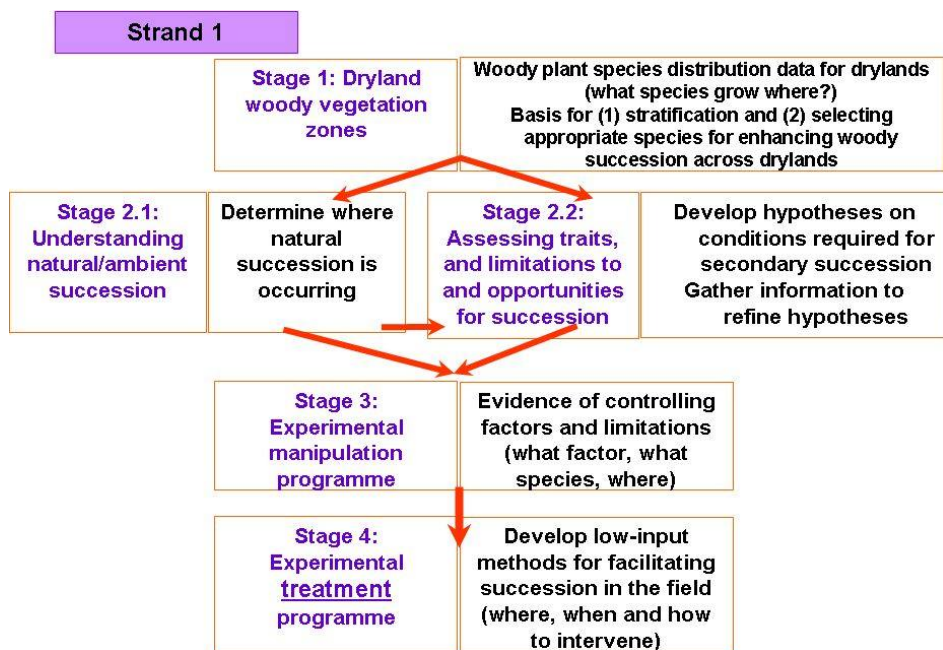 Strand 1
Stage 1: Dryland
woody vegetation
zones
Woody plant species distribution data for drylands
(what species grow where?)
Basis for (1) stratification and (2) selecting
appropriate species for enhancing woody
succession across drylands
Stage 2.1:
Understanding
natural/ambient
succession
Determine where
natural
succession is
occurring
Stage 2.2:
Assessing traits,
and limitations to
and opportunities
for succession
Develop hypotheses on
conditions required for
secondary succession
Gather information to
refine hypotheses
Stage 3:
Experimental
manipulation
programme
Evidence of controlling
factors and limitations
(what factor, what
species, where)
Stage 4:
Experimental
treatment
programme
Develop low-input
methods for facilitating
succession in the field
(where, when and how
to intervene)